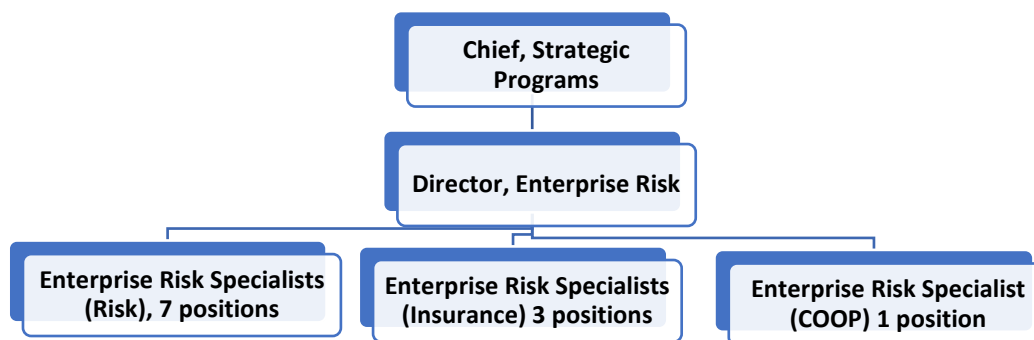 Chief, Strategic
Programs
Director, Enterprise Risk
Enterprise Risk Specialists
(Risk), 7 positions
Enterprise Risk Specialists
(Insurance) 3 positions
Enterprise Risk Specialist
(COOP) 1 position